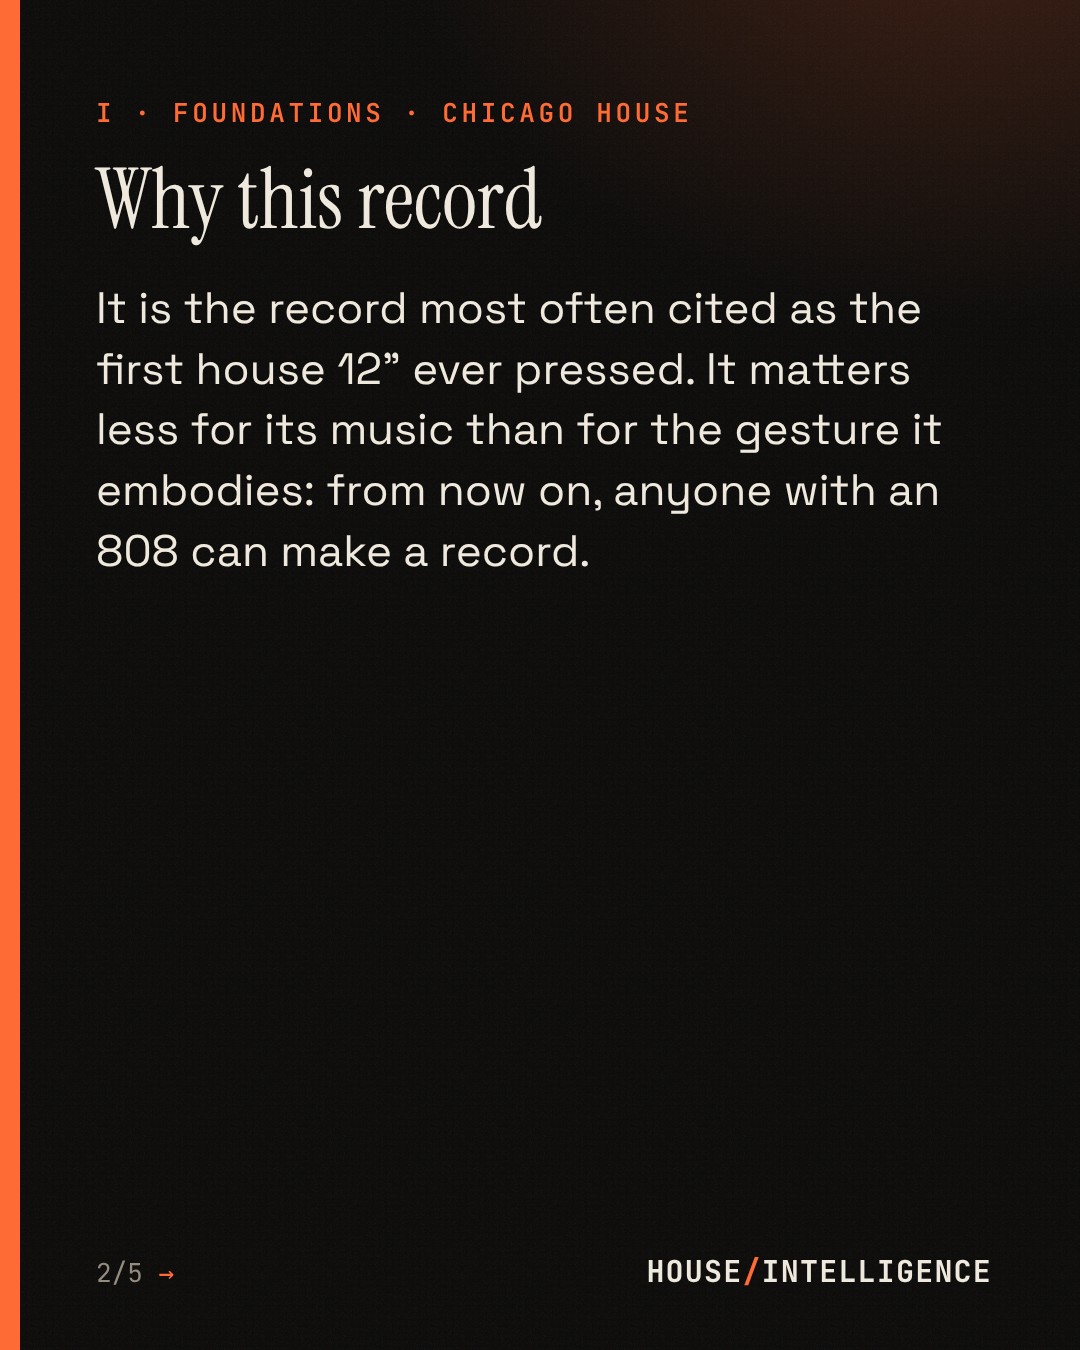 I · FOUNDATIONS · CHICAGO HOUSE
Why this record
It is the record most often cited as the
first house 12” ever pressed. It matters
less for its music than for the gesture it
embodies: from now on, anyone with an
808 can make a record.
2/5 →
HOUSE/INTELLIGENCE